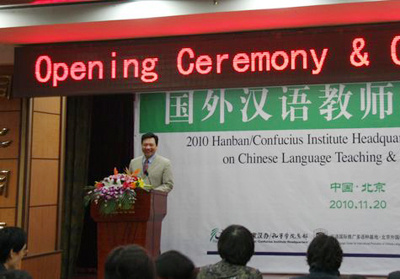 Opening Ceremony & C
国外汉语教师
2010 Hanban/Confucius Institute Headqua
on Chinese Language Teaching &
中国·北京
2010.11.20